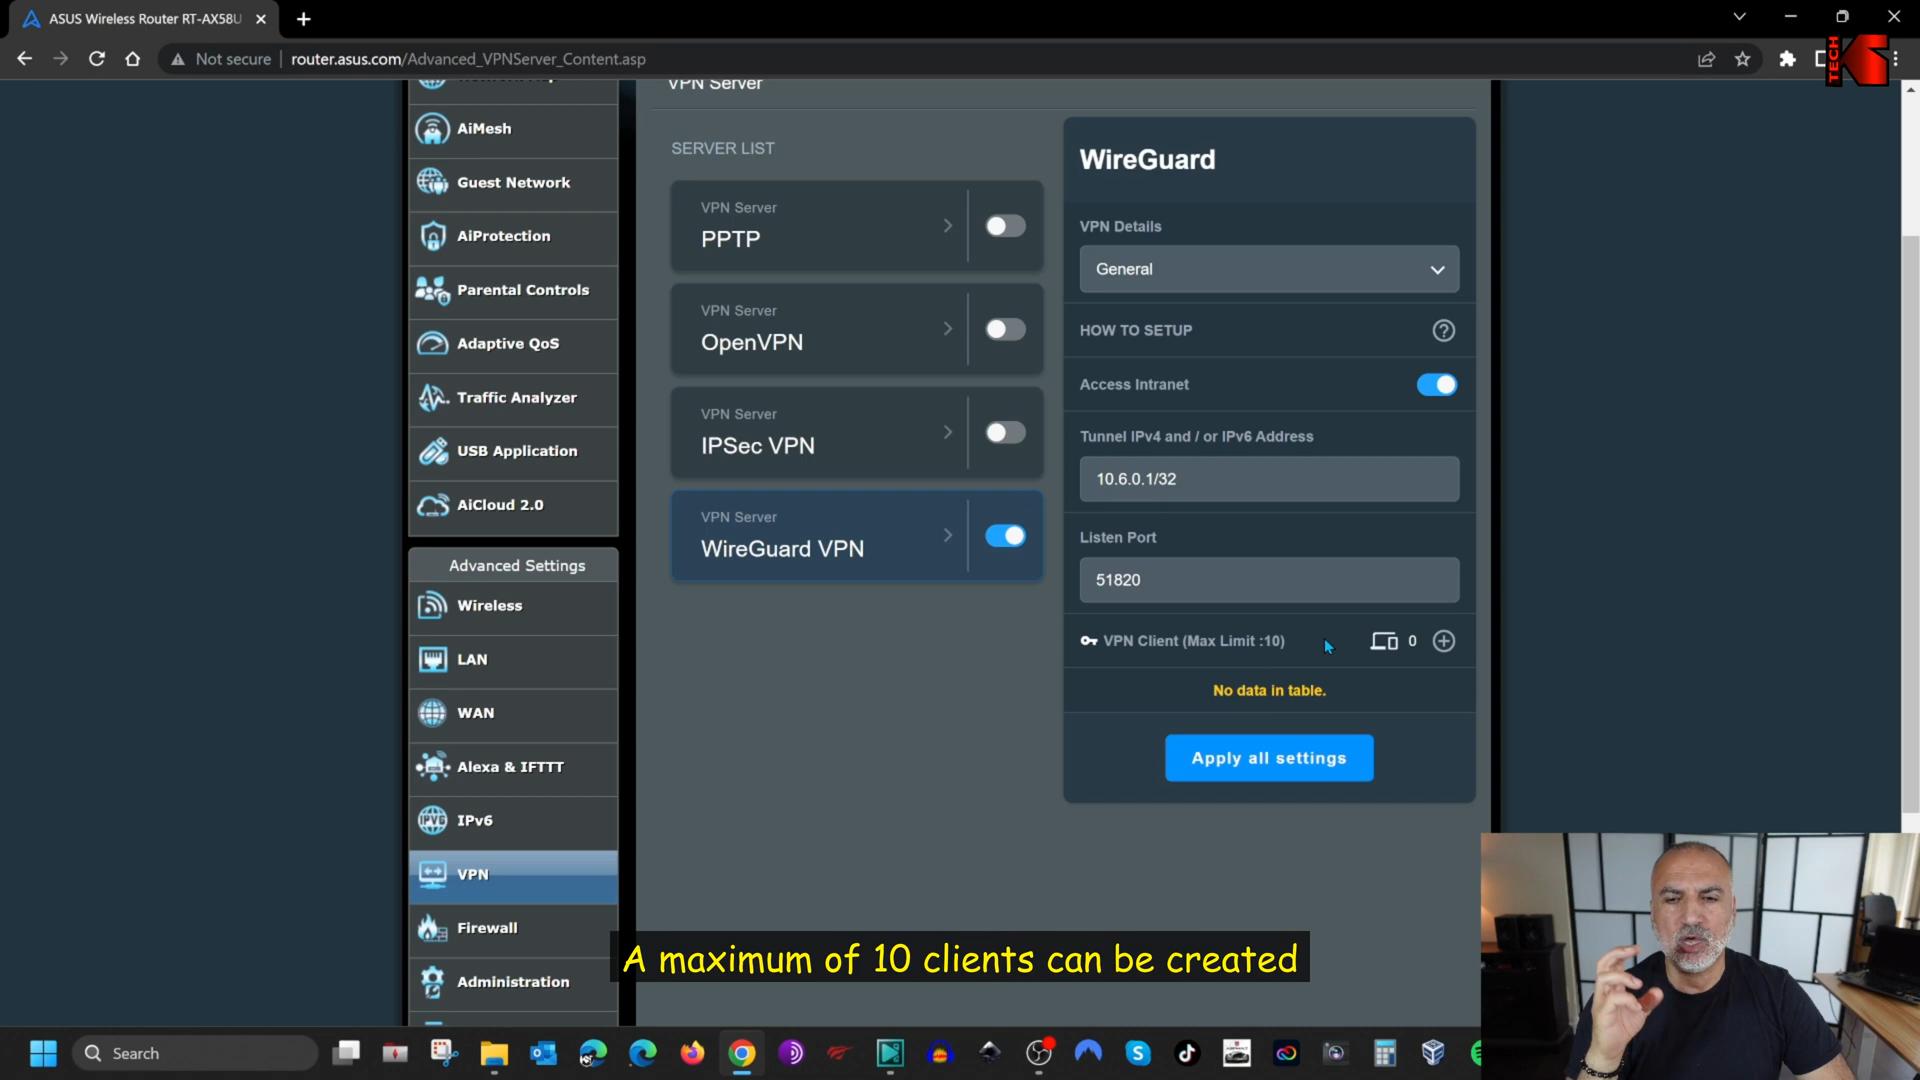 ASUS Wireless Router RT-AX58U
Not secure
router.asus.com/Advanced_VPNServer_Content.asp
TECH
VPN Server
AiMesh
Guest Network
AiProtection
Parental Controls
Adaptive QoS
Traffic Analyzer
USB Application
AiCloud 2.0
Advanced Settings
Wireless
LAN
WAN
Alexa & IFTTT
IPv6
VPN
Firewall
Administration
SERVER LIST
VPN Server
PPTP
VPN Server
OpenVPN
VPN Server
IPSec VPN
VPN Server
WireGuard VPN
WireGuard
VPN Details
General
HOW TO SETUP
Access Intranet
Tunnel IPv4 and / or IPv6 Address
10.6.0.1/32
Listen Port
51820
VPN Client (Max Limit :10)
0
No data in table.
Apply all settings
A maximum of 10 clients can be created
Search